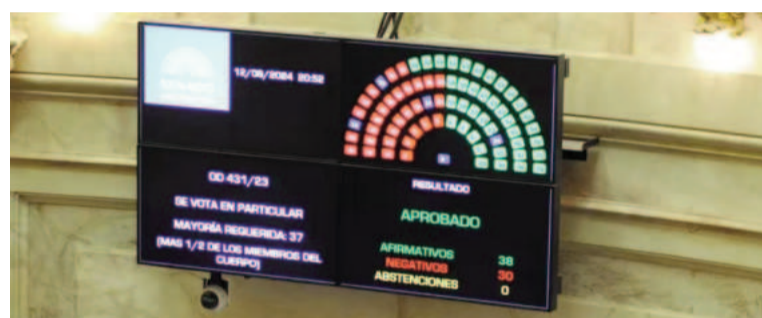 12/06/2024 20:52
OD 431/23
SE VOTA EN PARTICULAR
MAYORÍA REQUERIDA: 37
(MAS 1/2 DE LOS MIEMBROS DEL
CUERPO)
RESULTADO
APROBADO
AFIRMATIVOS 38
NEGATIVOS 30
ABSTENCIONES 0